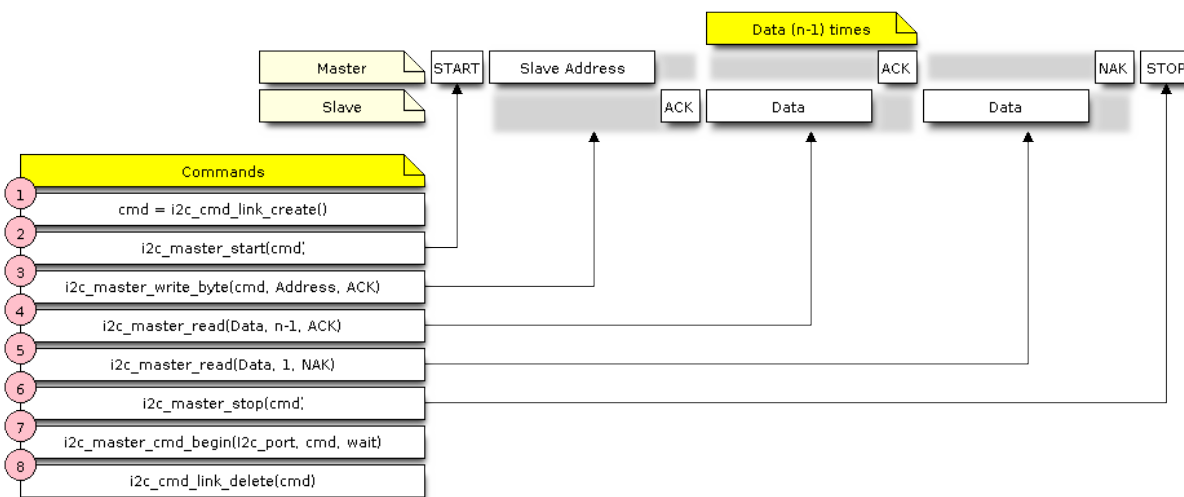 Data (n-1) times
Master START Slave Address ACK NAK STOP
Slave ACK Data Data
Commands
1 cmd = i2c_cmd_link_create()
2 i2c_master_start(cmd;
3 i2c_master_write_byte(cmd, Address, ACK)
4 i2c_master_read(Data, n-1, ACK)
5 i2c_master_read(Data, 1, NAK)
6 i2c_master_stop(cmd;
7 i2c_master_cmd_begin(I2c_port, cmd, wait)
8 i2c_cmd_link_delete(cmd)